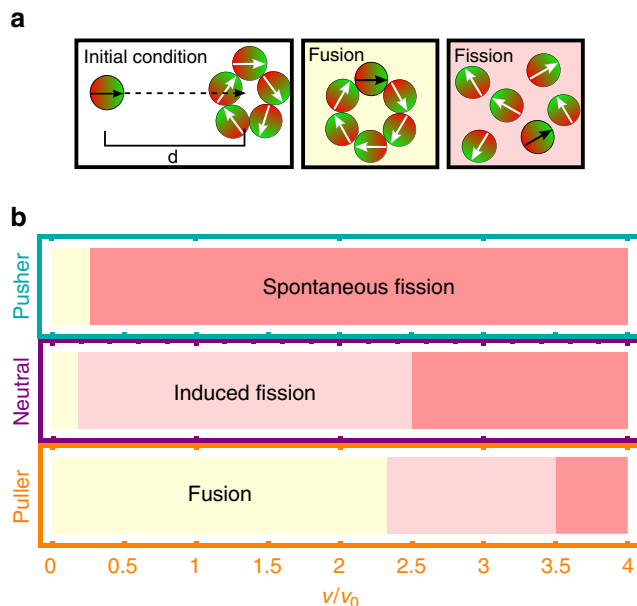 a
Initial condition
d
Fusion
Fission
b
Pusher
Spontaneous fission
Neutral
Induced fission
Puller
Fusion
0 0.5 1 1.5 2 2.5 3 3.5 4
v/v0